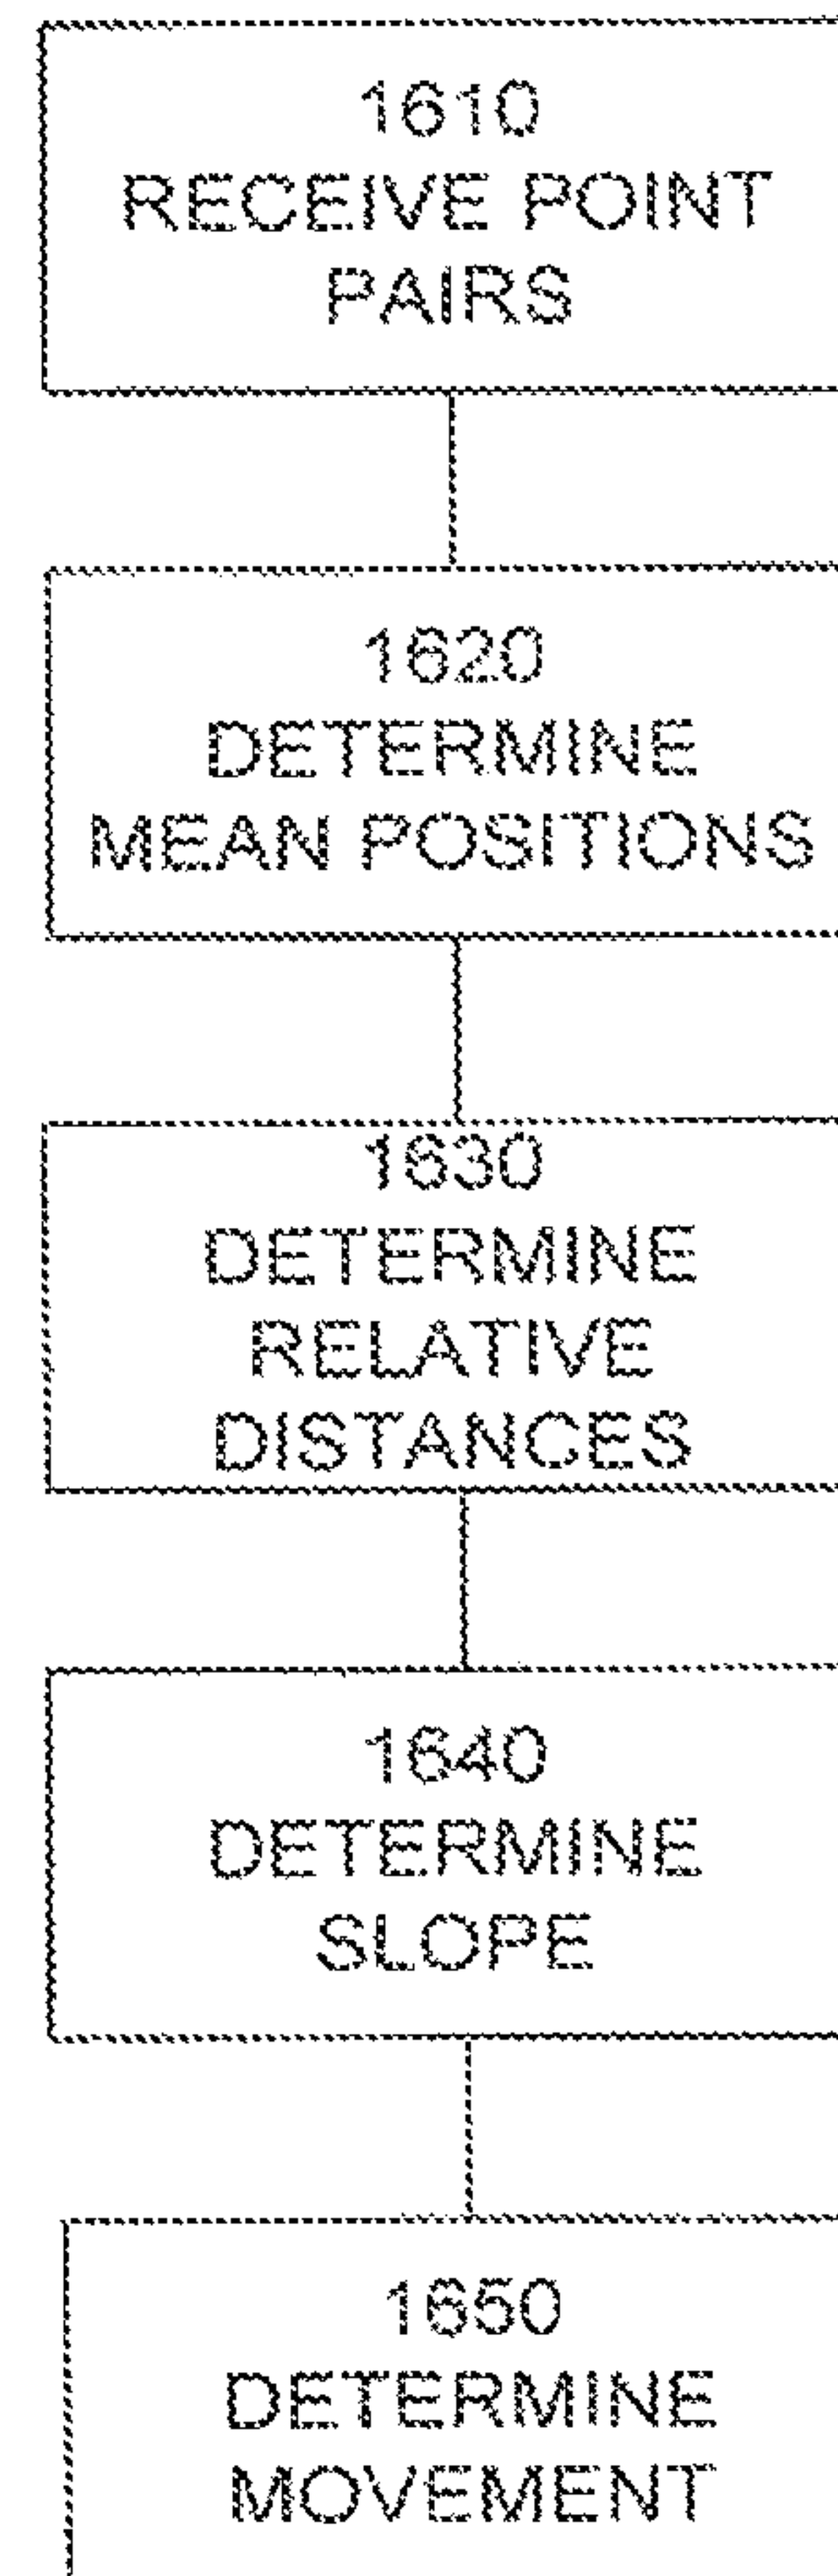 1610
RECEIVE POINT
PAIRS
1620
DETERMINE
MEAN POSITIONS
1630
DETERMINE
RELATIVE
DISTANCES
1640
DETERMINE
SLOPE
1650
DETERMINE
MOVEMENT